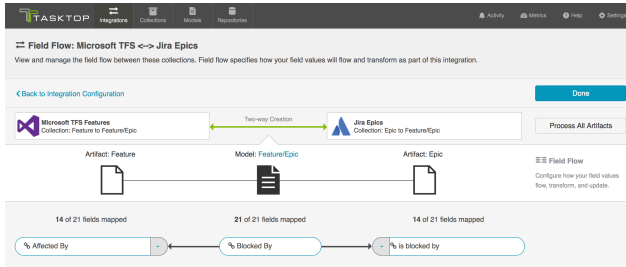 TASKTOP
Integrations
Collections
Models
Repositories
Activity
Metrics
Help
Settings
Field Flow: Microsoft TFS <--> Jira Epics
View and manage the field flow between these collections. Field flow specifies how your field values will flow and transform as part of this integration.
Back to Integration Configuration
Done
Microsoft TFS Features
Collection: Feature to Feature/Epic
Two-way Creation
Jira Epics
Collection: Epic to Feature/Epic
Process All Artifacts
Artifact: Feature
Model: Feature/Epic
Artifact: Epic
Field Flow
Configure how your field values
flow, transform, and update.
14 of 21 fields mapped
21 of 21 fields mapped
14 of 21 fields mapped
Affected By
-
Blocked By
-
is blocked by